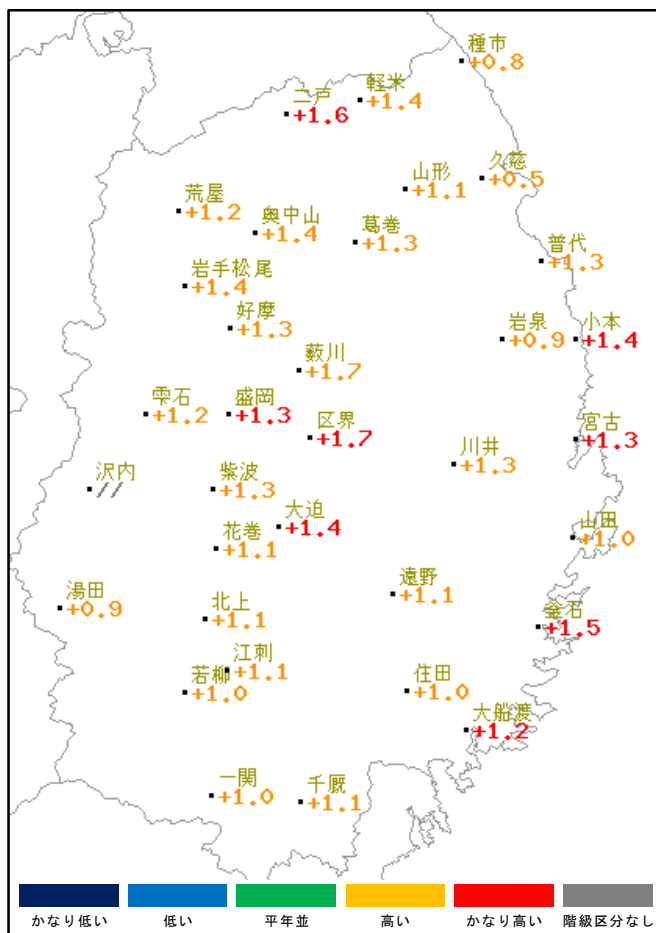 種市
+0.8
軽米
+1.4
二戸
+1.6
久慈
+0.5
山形
+1.1
荒屋
+1.2
奥中山
+1.4
葛巻
+1.3
普代
+1.3
岩手松尾
+1.4
好摩
+1.3
岩泉
+0.9
小本
+1.4
薮川
+1.7
雫石
+1.2
盛岡
+1.3
区界
+1.7
宮古
+1.3
川井
+1.3
沢内
//
紫波
+1.3
大迫
+1.4
山田
+1.0
花巻
+1.1
湯田
+0.9
遠野
+1.1
北上
+1.1
釜石
+1.5
江刺
+1.1
若柳
+1.0
住田
+1.0
大船渡
+1.2
一関
+1.0
千厩
+1.1
かなり低い
低い
平年並
高い
かなり高い
階級区分なし